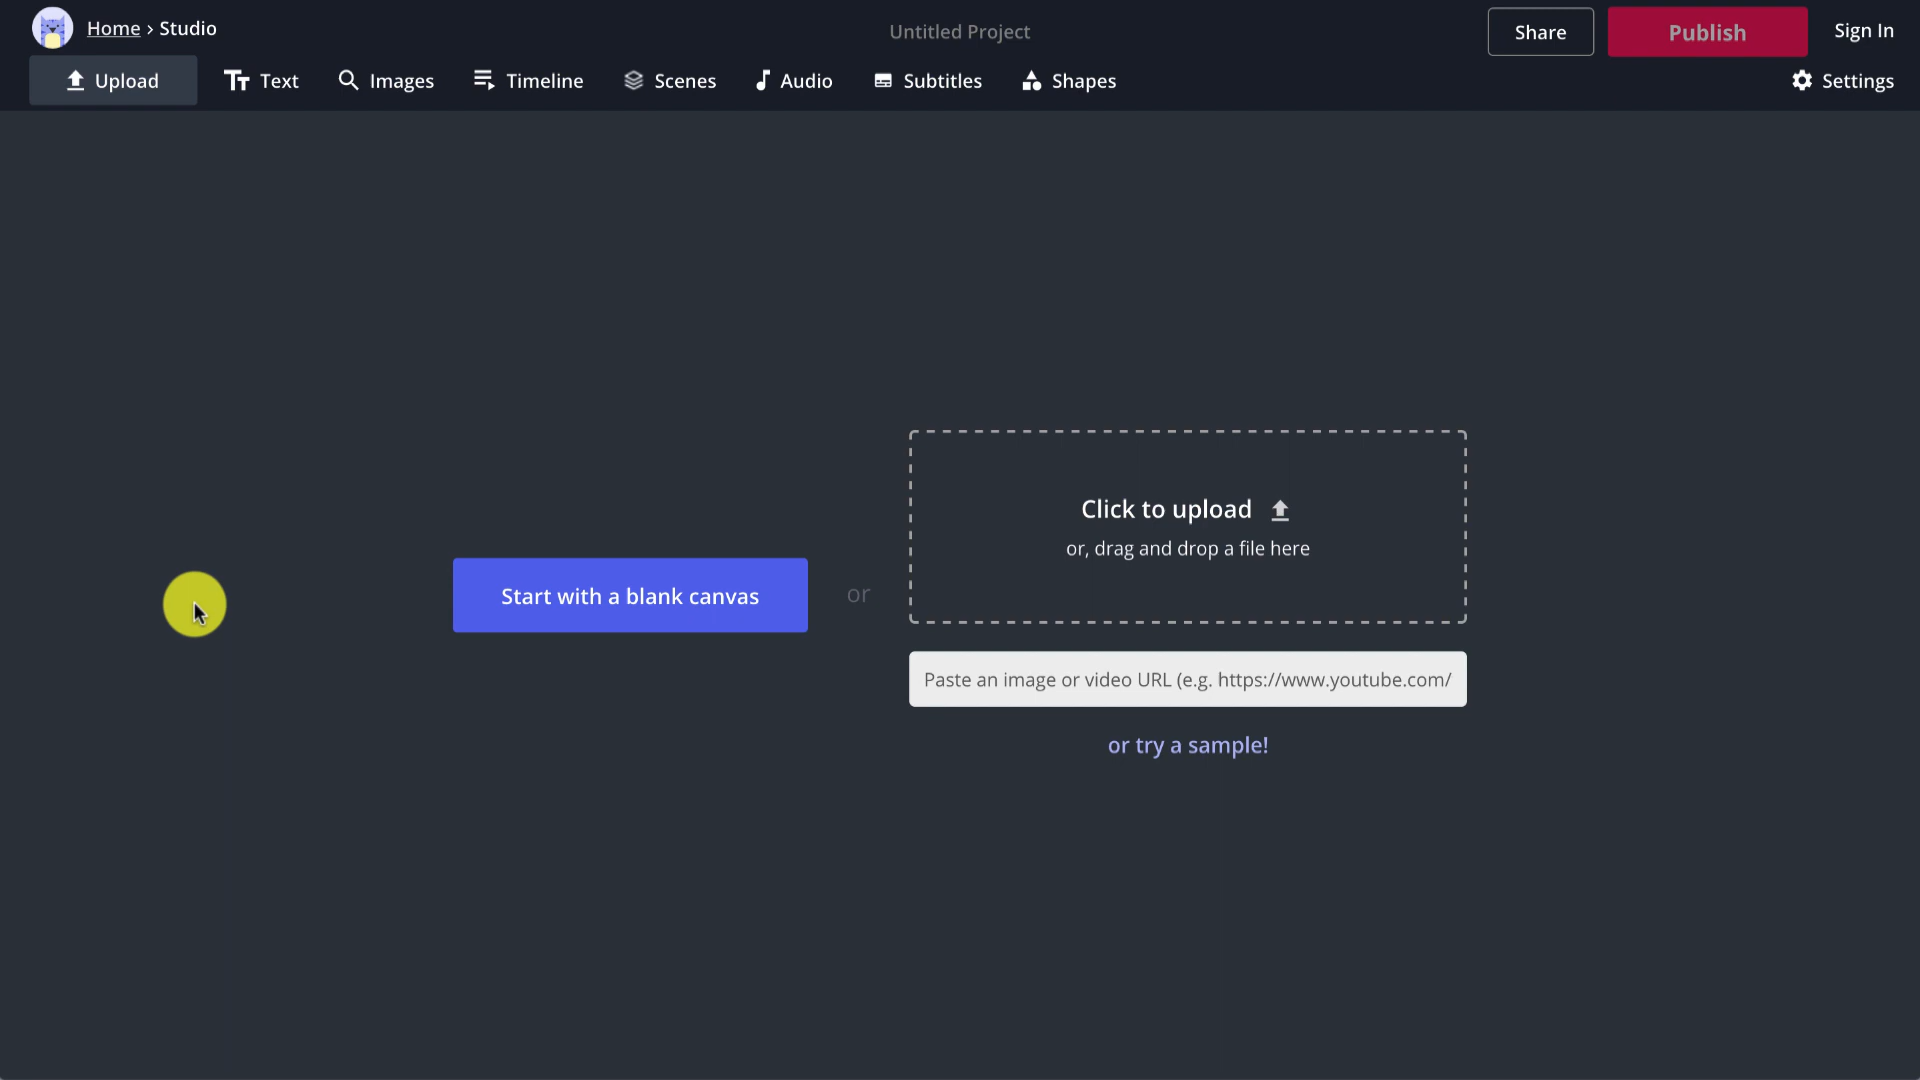 Home › Studio
Untitled Project
Share
Publish
Sign In
Upload
Text
Images
Timeline
Scenes
Audio
Subtitles
Shapes
Settings
Click to upload
or, drag and drop a file here
Start with a blank canvas
or
Paste an image or video URL (e.g. https://www.youtube.com/
or try a sample!